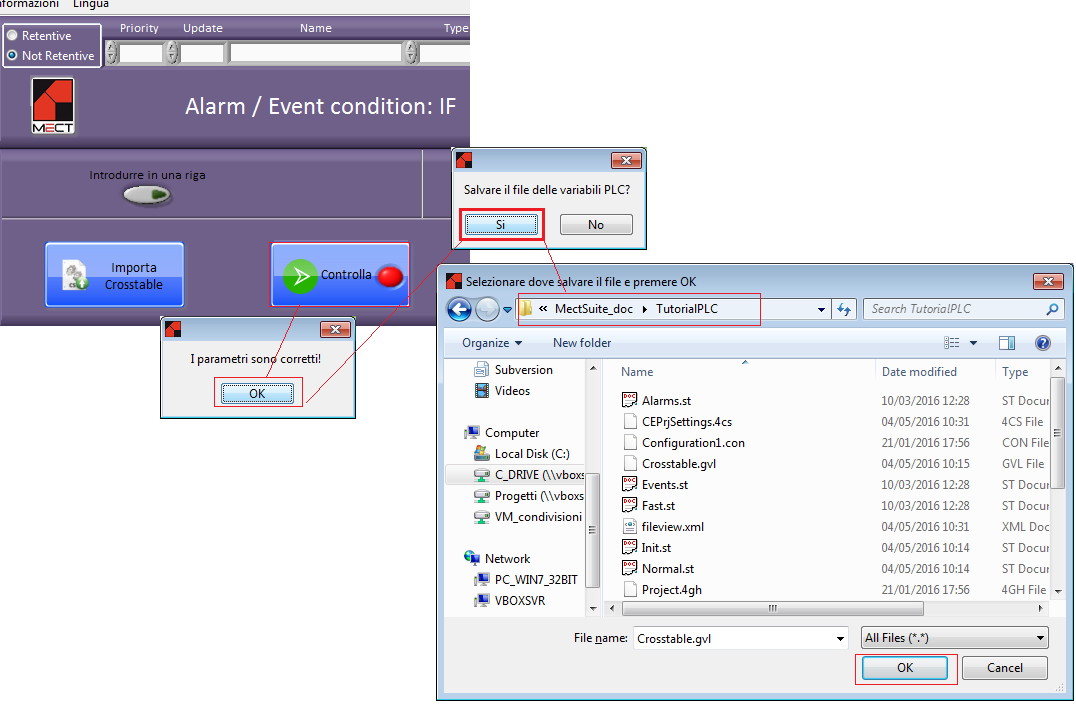 nformazioni Lingua
Retentive
Not Retentive
Priority Update Name Type
MECT
Alarm / Event condition: IF
Introdurre in una riga
Importa
Crosstable
Controlla
I parametri sono corretti!
OK
Salvare il file delle variabili PLC?
Si No
Selezionare dove salvare il file e premere OK
« MectSuite_doc TutorialPLC
Search TutorialPLC
Organize New folder
Subversion
Videos
Computer
Local Disk (C:)
C_DRIVE (\\vboxs
Progetti (\\vboxs
VM_condivisioni
Network
PC_WIN7_32BIT
VBOXSVR
Name Date modified Type
Alarms.st 10/03/2016 12:28 ST Docur
CEPrjSettings.4cs 04/05/2016 10:31 4CS File
Configuration1.con 21/01/2016 17:56 CON File
Crosstable.gvl 04/05/2016 10:15 GVL File
Events.st 10/03/2016 12:28 ST Docur
Fast.st 10/03/2016 12:28 ST Docur
fileview.xml 04/05/2016 10:31 XML Doc
Init.st 04/05/2016 10:14 ST Docur
Normal.st 04/05/2016 10:14 ST Docur
Project.4gh 21/01/2016 17:56 4GH File
File name: Crosstable.gvl All Files (*.*)
OK Cancel